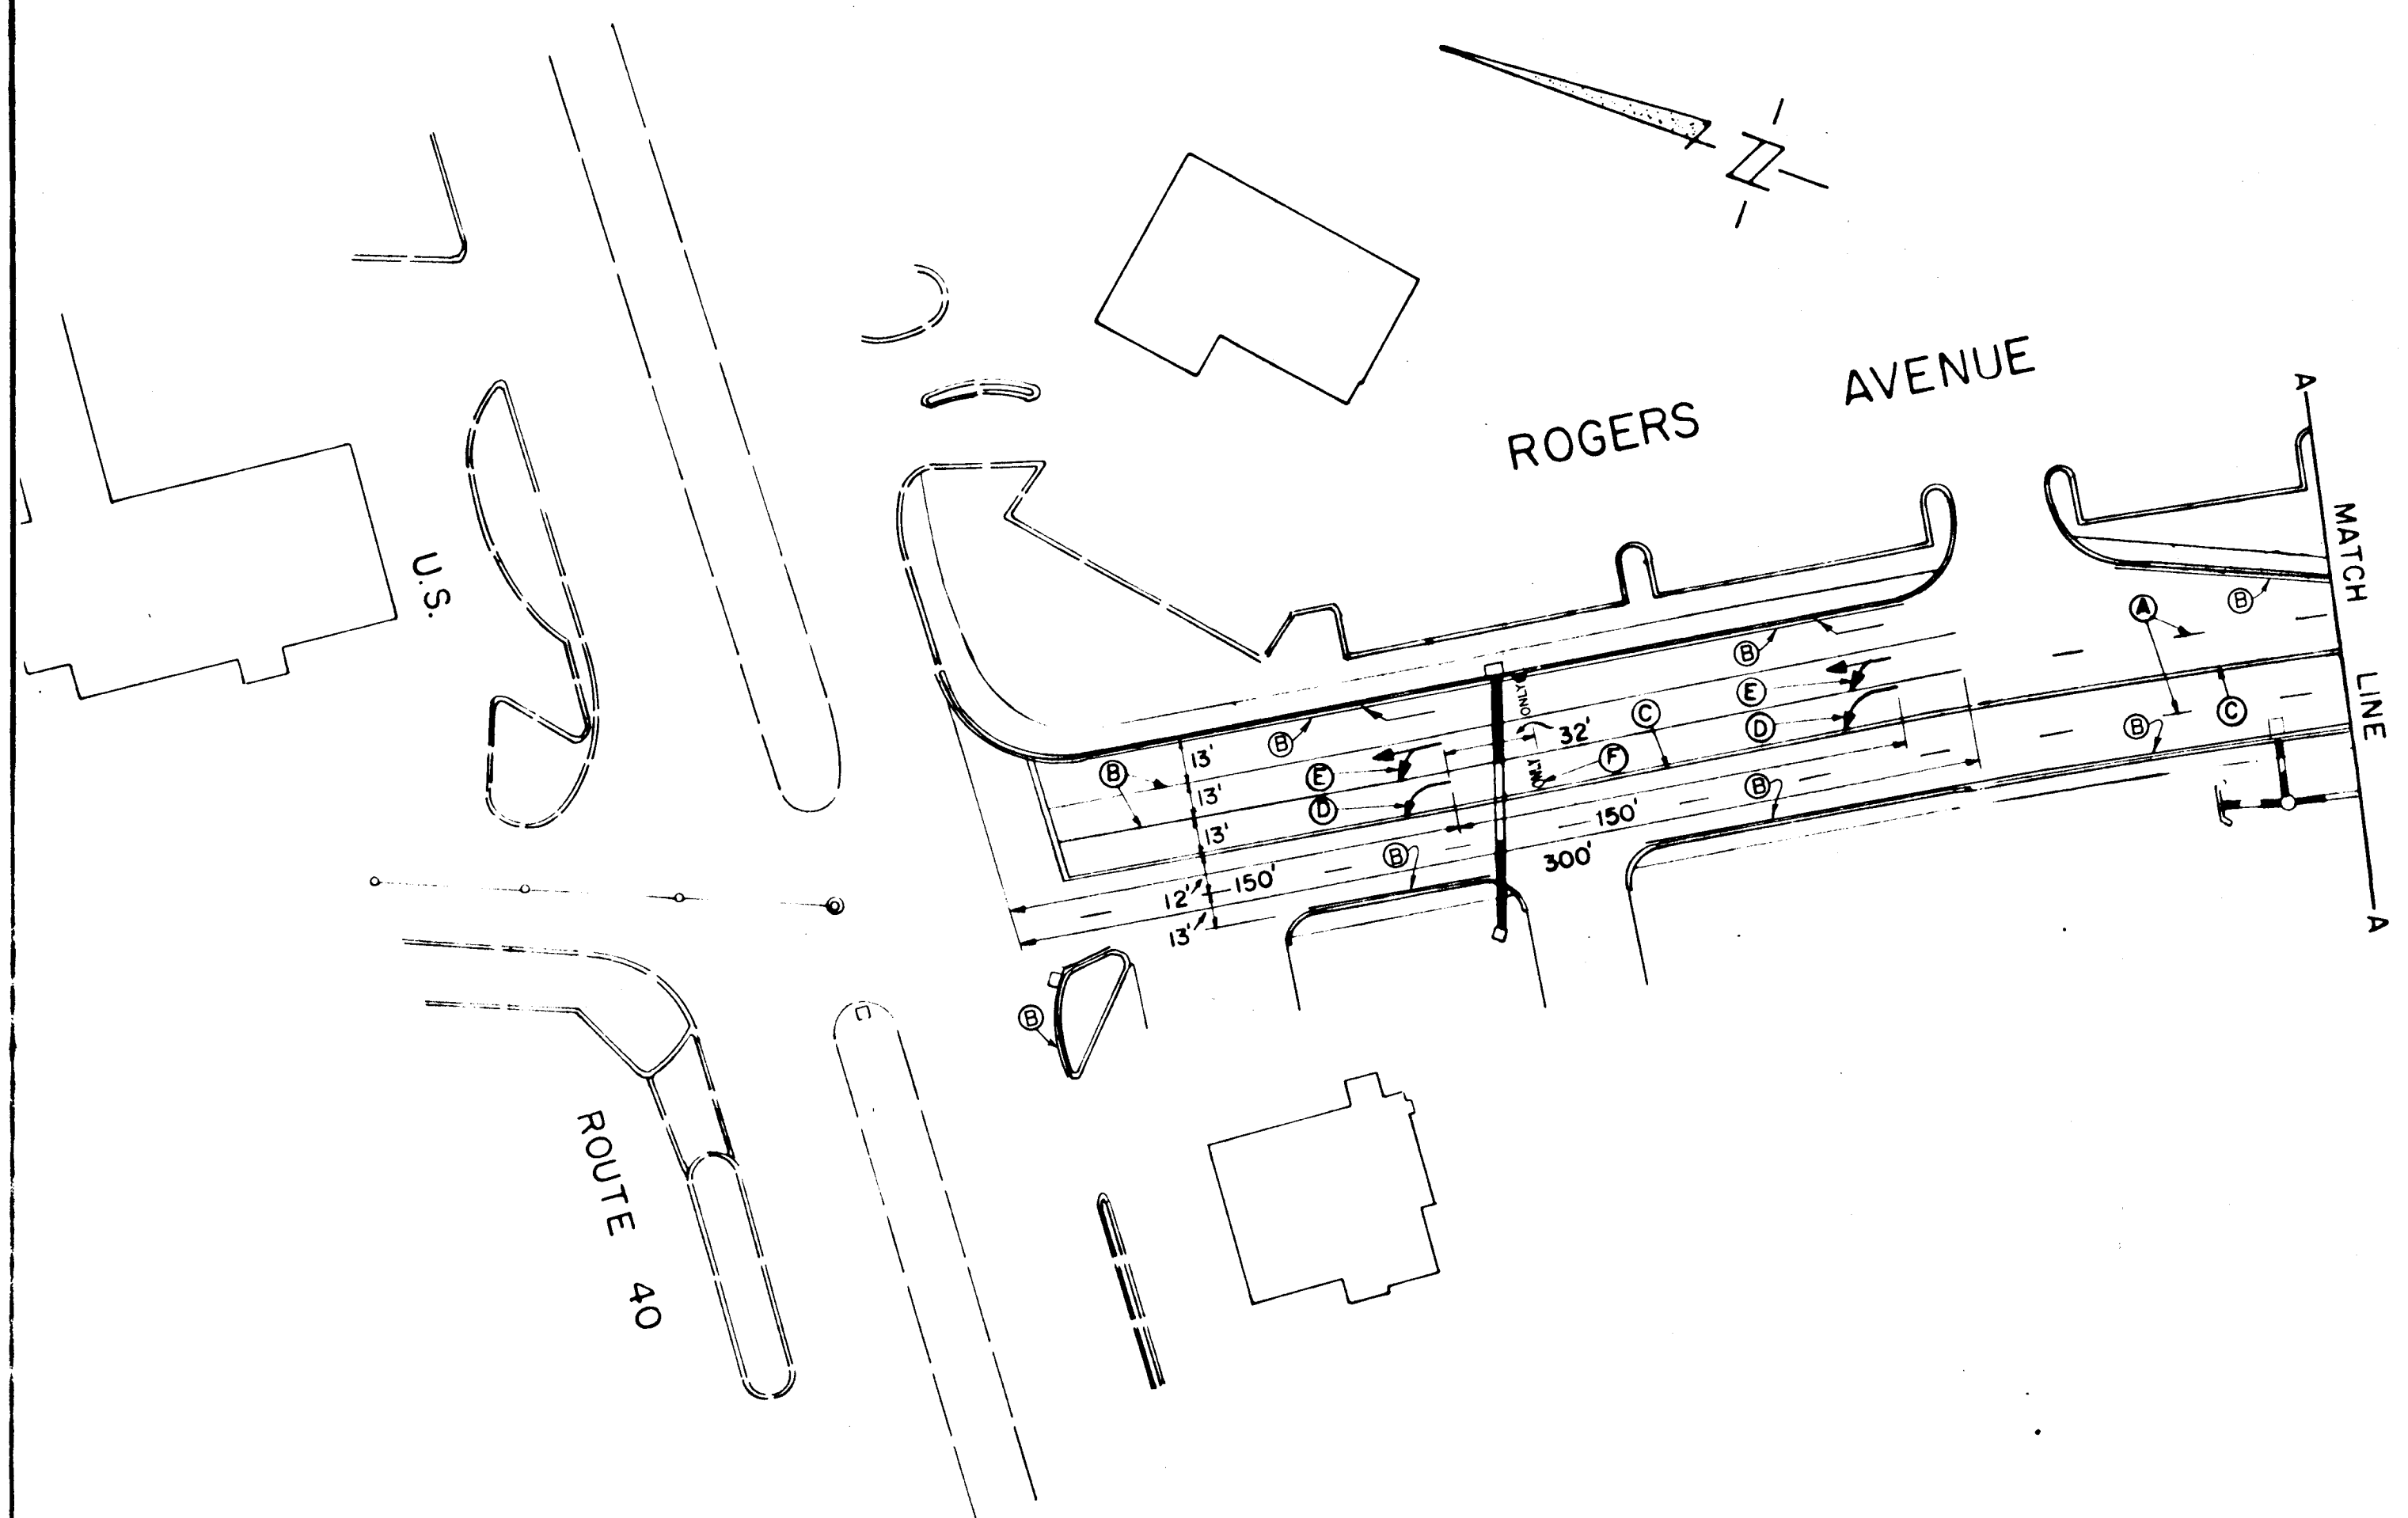 ROGERS AVENUE
U.S. ROUTE 40
A
MATCH LINE
A
A
B
B
C
B
E
D
C
32'
F
ONLY
ONLY
B
B
E
D
B
13'
13'
13'
12'
13'
150'
150'
300'
B
B
B
N